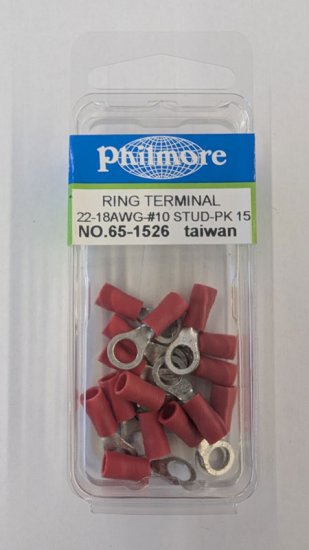 Philmore
RING TERMINAL
22-18AWG-#10 STUD-PK 15
NO.65-1526 taiwan